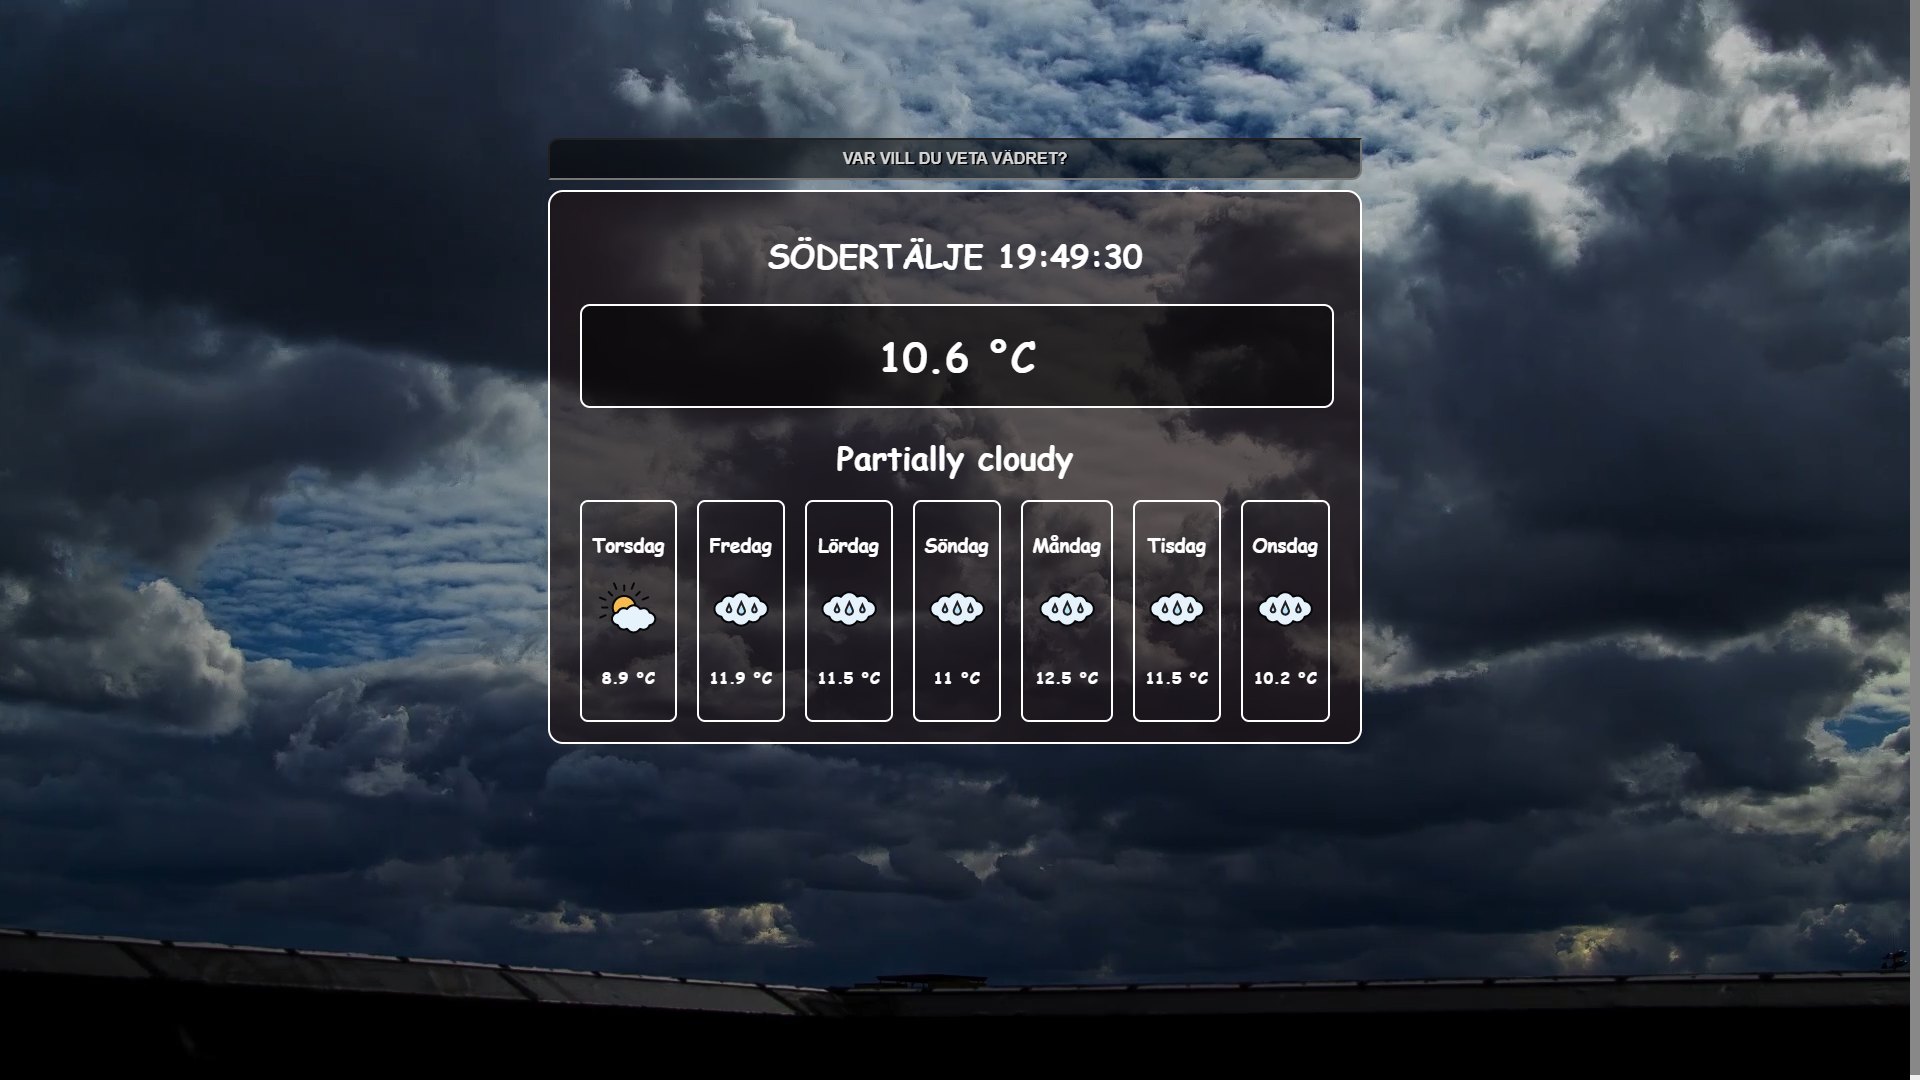 VAR VILL DU VETA VÄDRET?
SÖDERTÄLJE 19:49:30
10.6 °C
Partially cloudy
Torsdag Fredag Lördag Söndag Måndag Tisdag Onsdag
8.9 °C 11.9 °C 11.5 °C 11 °C 12.5 °C 11.5 °C 10.2 °C